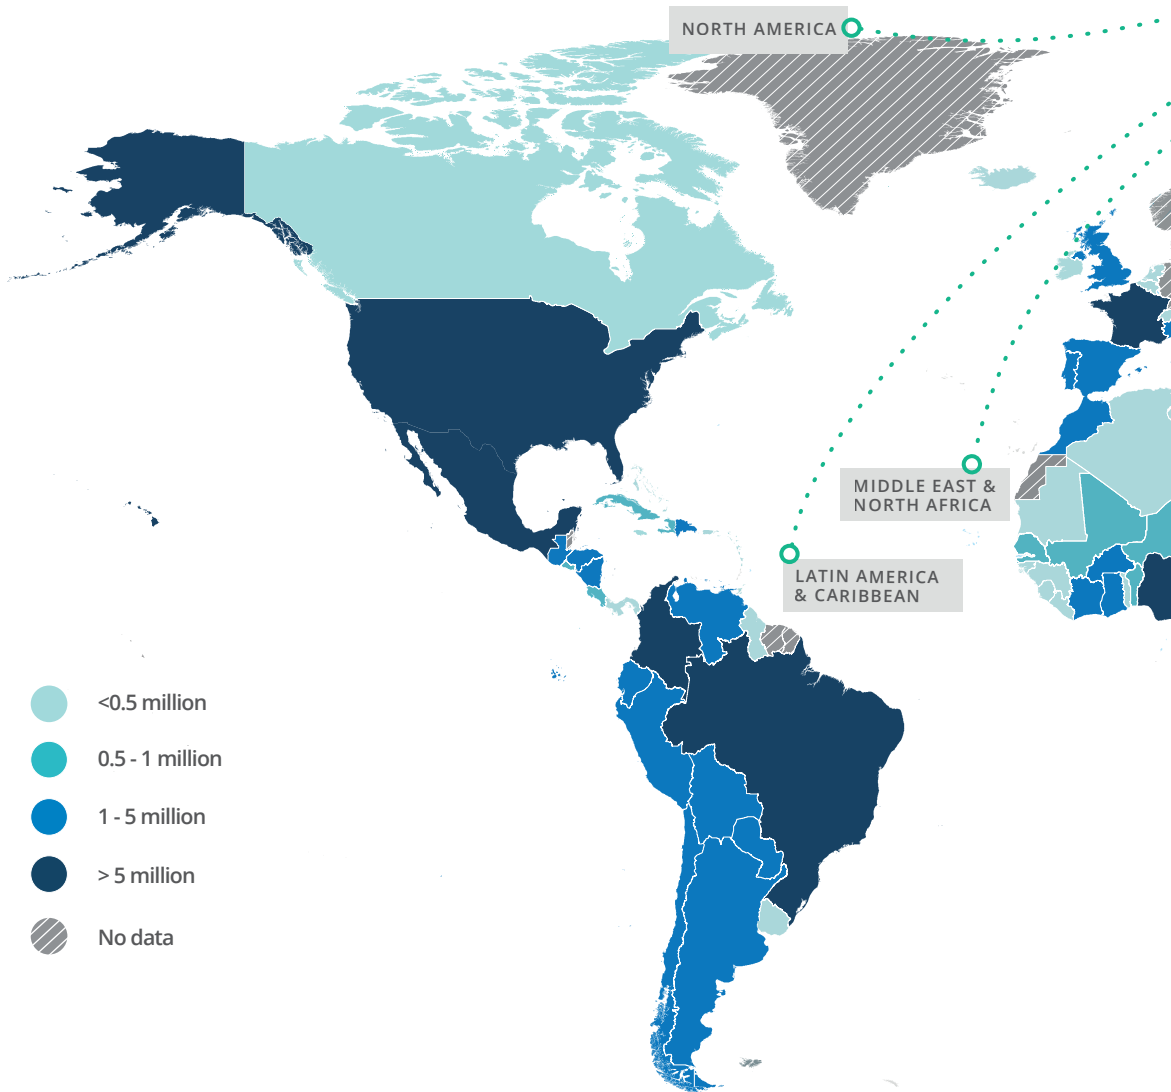 NORTH AMERICA
MIDDLE EAST &
NORTH AFRICA
LATIN AMERICA
& CARIBBEAN
<0.5 million
0.5 - 1 million
1 - 5 million
> 5 million
No data